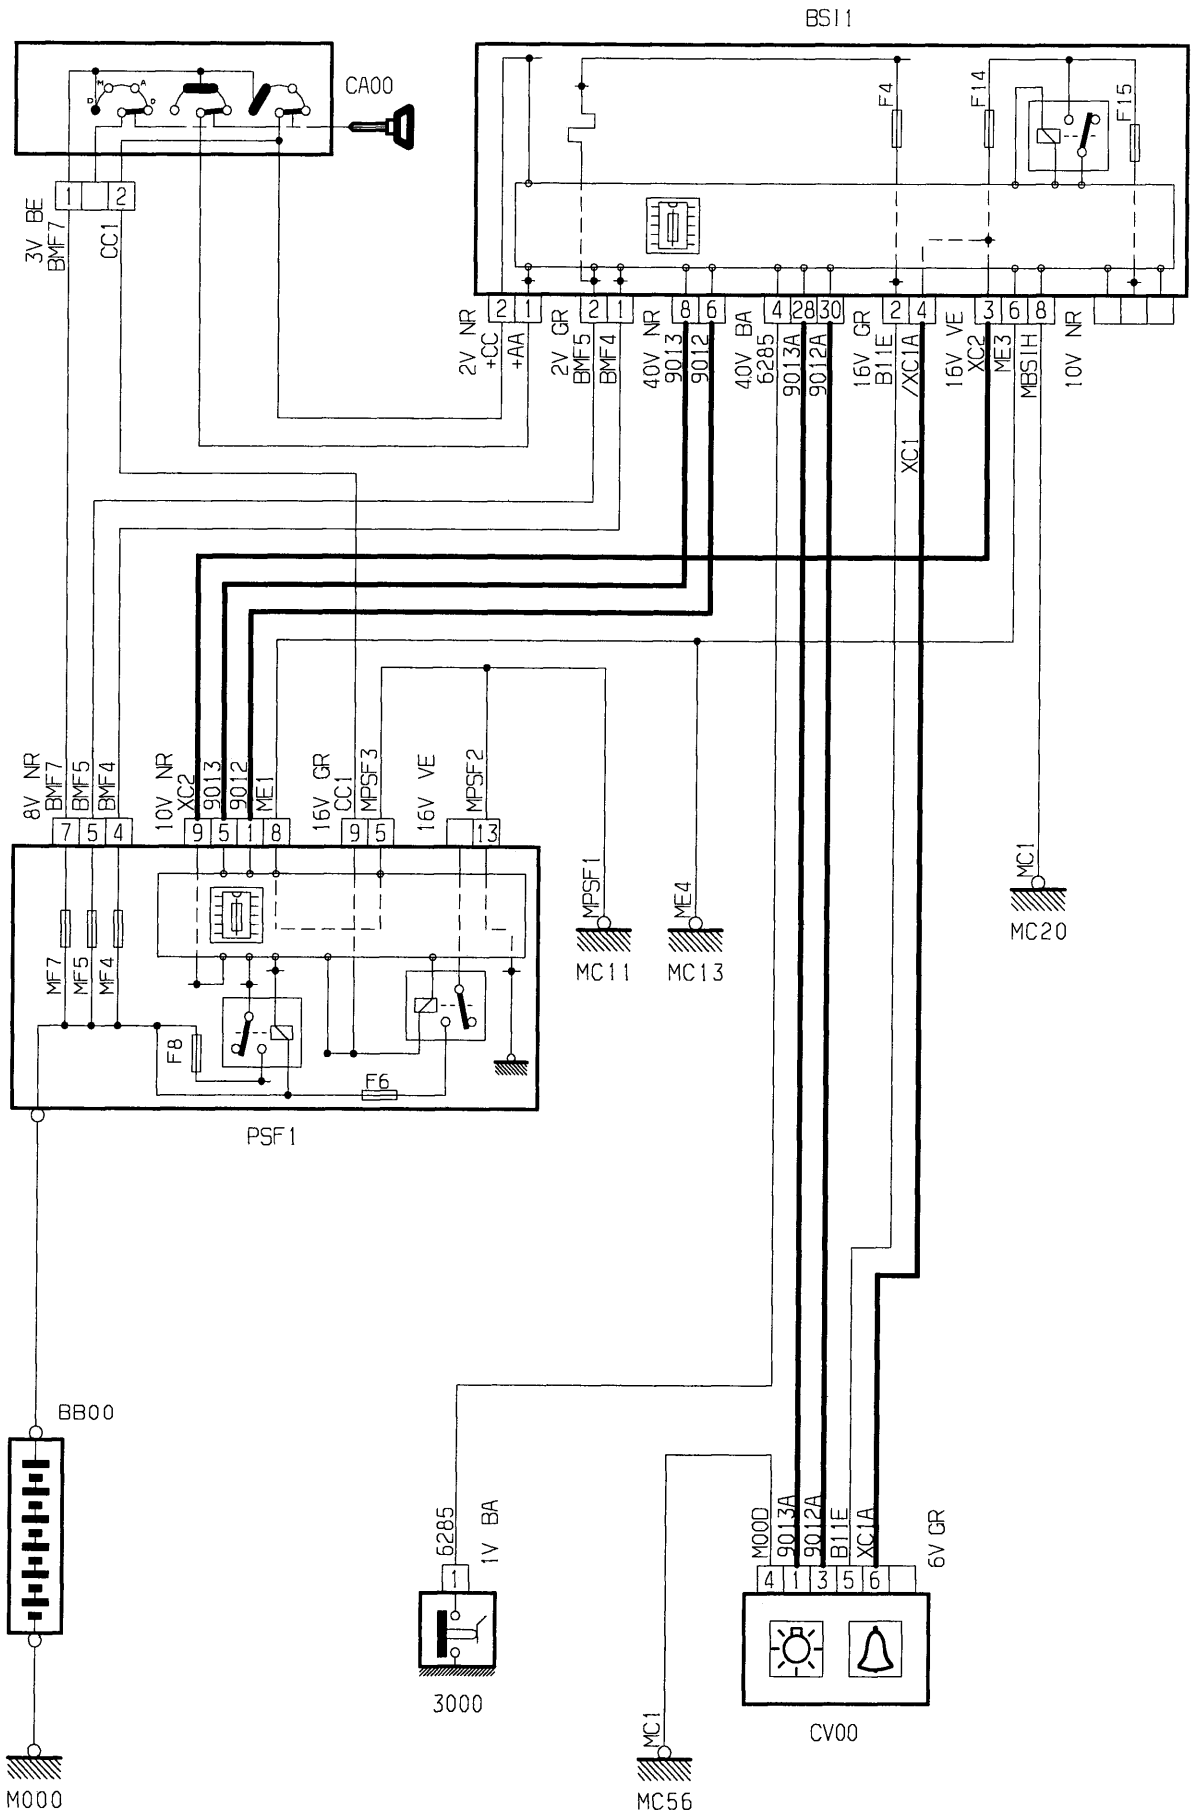 BSI1
CA00
M A
D D
F4
F14
F15
1 2
3V BE
BMF7
CC1
2 1
2 1
8 6
4 28 30
2 4
3 6 8
2V NR
+CC
+AA
2V GR
BMF5
BMF4
40V NR
9013
9012
40V BA
6285
9013A
9012A
16V GR
B11E
/XC1A
XC1
16V VE
XC2
ME3
MBSIH
10V NR
8V NR
BMF7
BMF5
BMF4
10V NR
XC2
9013
9012
ME1
16V GR
CC1
MPSF3
16V VE
MPSF2
7 5 4
9 5 1 8
9 5
13
MF7
MF5
MF4
F8
F6
PSF1
MPSF1
MC11
ME4
MC13
MC1
MC20
BB00
M000
6285
1V BA
1
3000
M00D
9013A
9012A
B11E
XC1A
6V GR
4 1 3 5 6
CV00
MC1
MC56